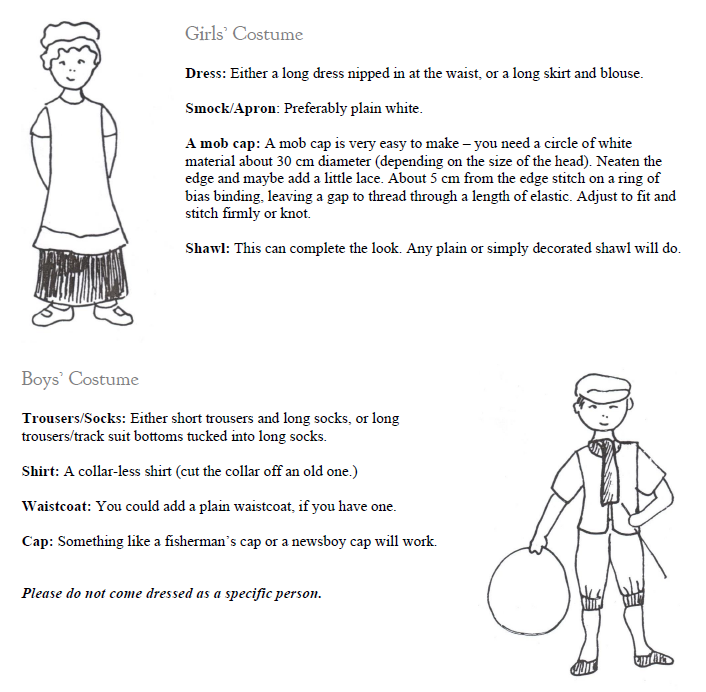 Girls' Costume
Dress: Either a long dress nipped in at the waist, or a long skirt and blouse.
Smock/Apron: Preferably plain white.
A mob cap: A mob cap is very easy to make – you need a circle of white
material about 30 cm diameter (depending on the size of the head). Neaten the
edge and maybe add a little lace. About 5 cm from the edge stitch on a ring of
bias binding, leaving a gap to thread through a length of elastic. Adjust to fit and
stitch firmly or knot.
Shawl: This can complete the look. Any plain or simply decorated shawl will do.
Boys' Costume
Trousers/Socks: Either short trousers and long socks, or long
trousers/track suit bottoms tucked into long socks.
Shirt: A collar-less shirt (cut the collar off an old one.)
Waistcoat: You could add a plain waistcoat, if you have one.
Cap: Something like a fisherman's cap or a newsboy cap will work.
Please do not come dressed as a specific person.